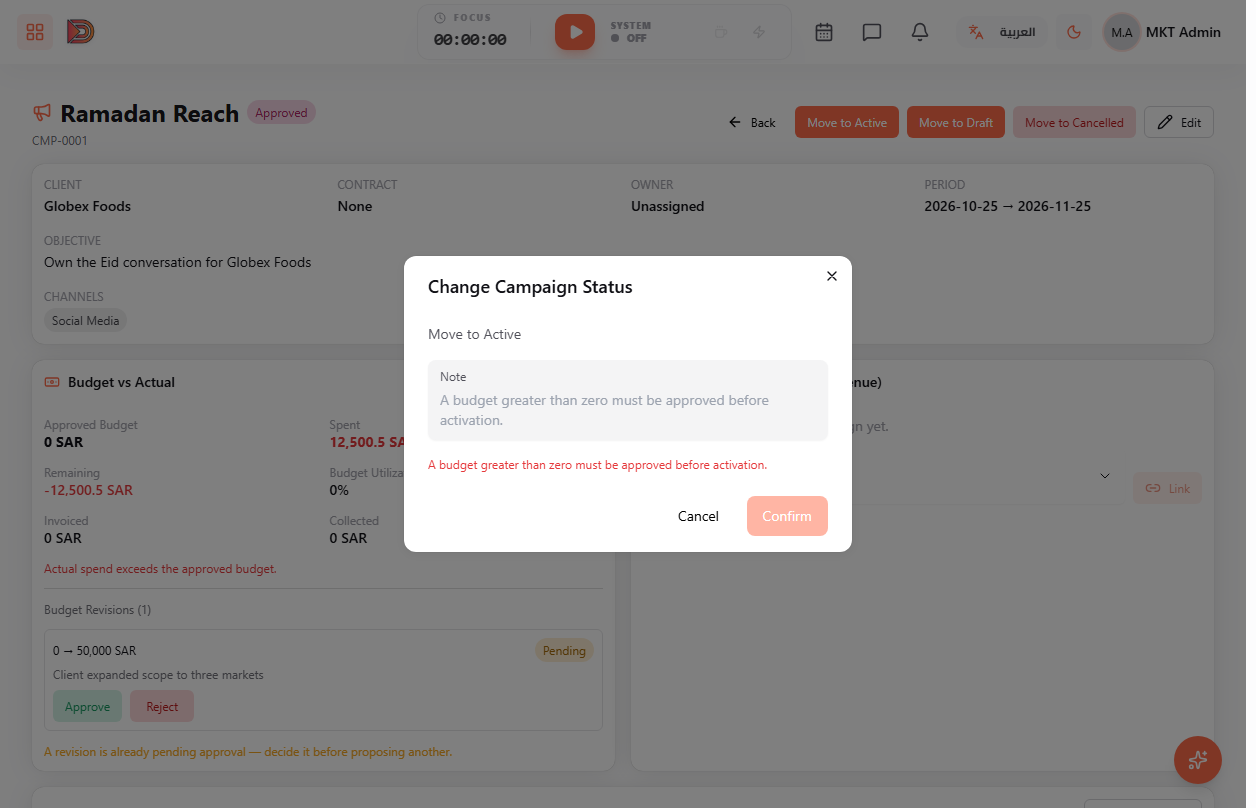 FOCUS
00:00:00
SYSTEM
OFF
العربية
M.A
MKT Admin
Ramadan Reach
Approved
CMP-0001
Back
Move to Active
Move to Draft
Move to Cancelled
Edit
CLIENT
Globex Foods
CONTRACT
None
OWNER
Unassigned
PERIOD
2026-10-25 → 2026-11-25
OBJECTIVE
Own the Eid conversation for Globex Foods
CHANNELS
Social Media
Change Campaign Status
Move to Active
Note
A budget greater than zero must be approved before
activation.
A budget greater than zero must be approved before activation.
Cancel
Confirm
Budget vs Actual
Approved Budget
0 SAR
Spent
12,500.5 SA
Remaining
-12,500.5 SAR
Budget Utiliza
0%
Invoiced
0 SAR
Collected
0 SAR
Actual spend exceeds the approved budget.
Budget Revisions (1)
0 → 50,000 SAR
Pending
Client expanded scope to three markets
Approve
Reject
A revision is already pending approval — decide it before proposing another.
enue)
gn yet.
Link